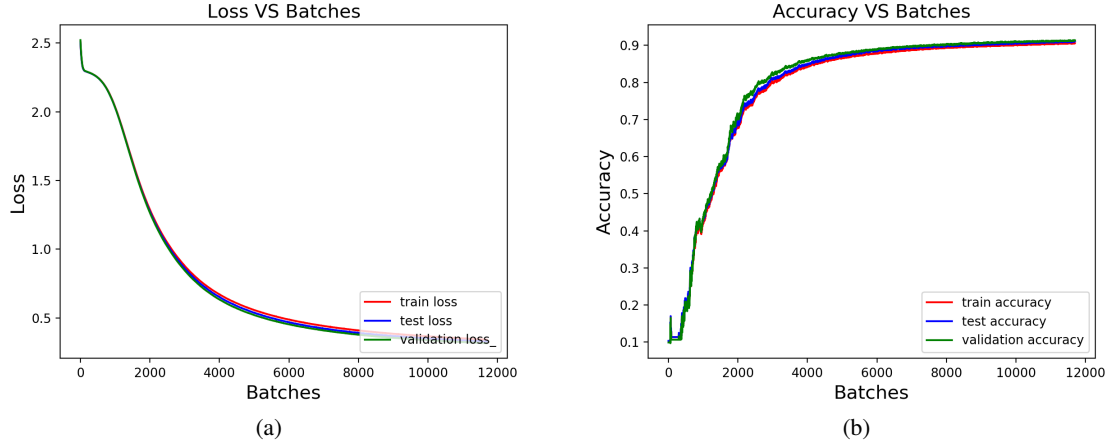 Loss VS Batches
2.5
2.0
1.5
1.0
0.5
Loss
train loss
test loss
validation loss_
0 2000 4000 6000 8000 10000 12000
Batches
(a)
Accuracy VS Batches
0.9
0.8
0.7
0.6
0.5
0.4
0.3
0.2
0.1
Accuracy
train accuracy
test accuracy
validation accuracy
0 2000 4000 6000 8000 10000 12000
Batches
(b)